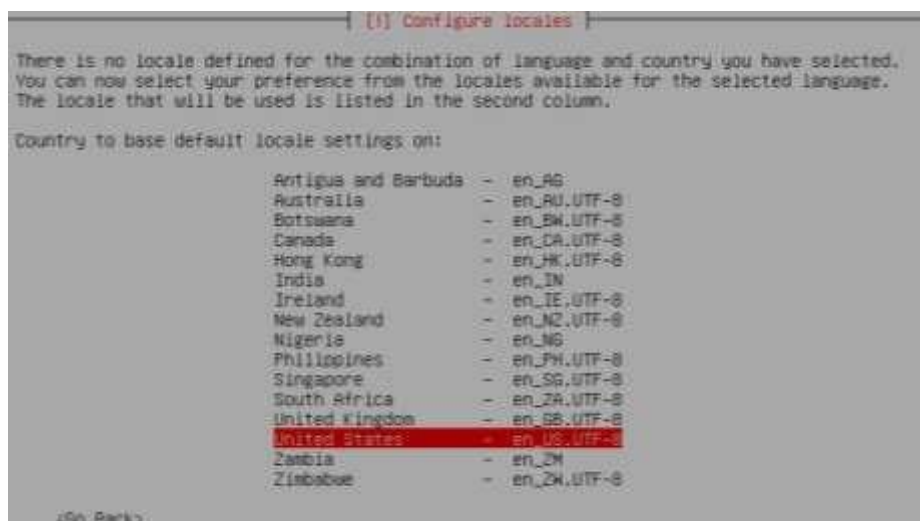 [!] Configure locales
There is no locale defined for the combination of language and country you have selected.
You can now select your preference from the locales available for the selected language.
The locale that will be used is listed in the second column.
Country to base default locale settings on:
Antigua and Barbuda - en_AG
Australia - en_AU.UTF-8
Botswana - en_BW.UTF-8
Canada - en_CA.UTF-8
Hong Kong - en_HK.UTF-8
India - en_IN
Ireland - en_IE.UTF-8
New Zealand - en_NZ.UTF-8
Nigeria - en_NG
Philippines - en_PH.UTF-8
Singapore - en_SG.UTF-8
South Africa - en_ZA.UTF-8
United Kingdom - en_GB.UTF-8
United States - en_US.UTF-8
Zambia - en_ZM
Zimbabwe - en_ZW.UTF-8
<Go Back>